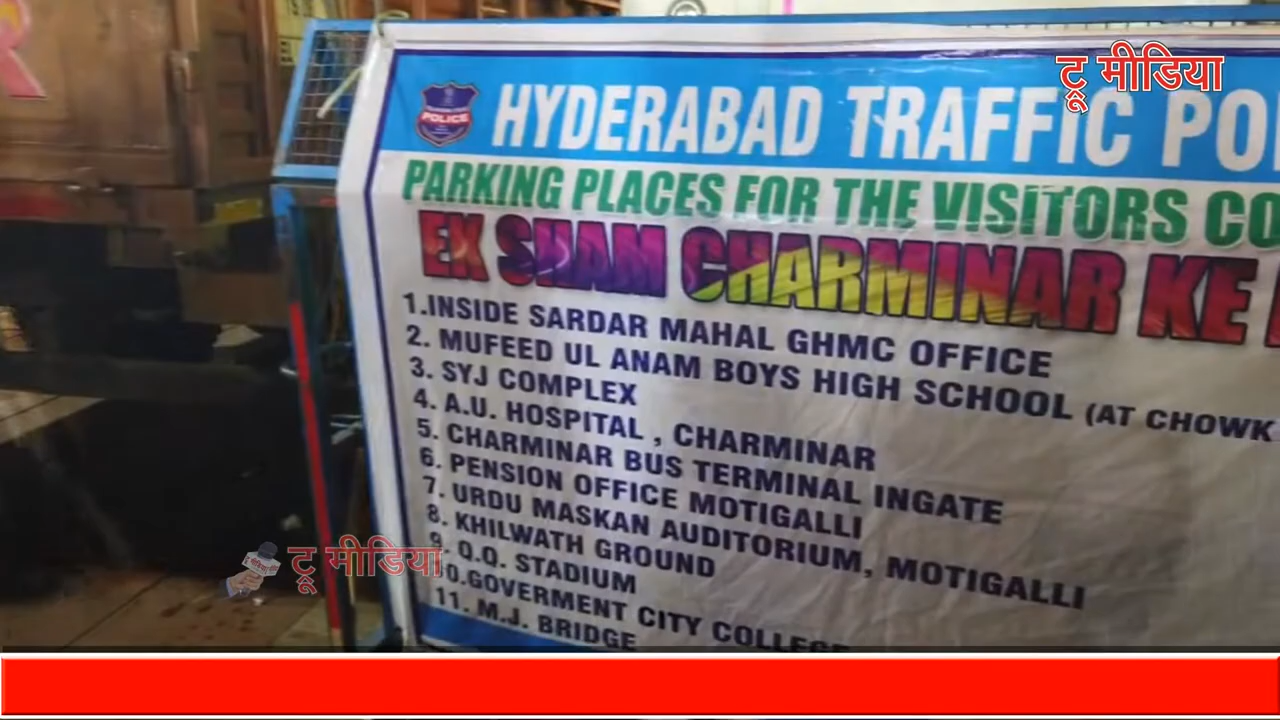 टू मीडिया
POLICE
HYDERABAD TRAFFIC PO
PARKING PLACES FOR THE VISITORS CO
EK SHAM CHARMINAR KE
1.INSIDE SARDAR MAHAL GHMC OFFICE
2. MUFEED UL ANAM BOYS HIGH SCHOOL (AT CHOWK
3. SYJ COMPLEX
4. A.U. HOSPITAL , CHARMINAR
5. CHARMINAR BUS TERMINAL INGATE
6. PENSION OFFICE MOTIGALLI
7. URDU MASKAN AUDITORIUM, MOTIGALLI
8. KHILWATH GROUND
9. Q.Q. STADIUM
10.GOVERMENT CITY COLLEGE
11. M.J. BRIDGE
टू मीडिया